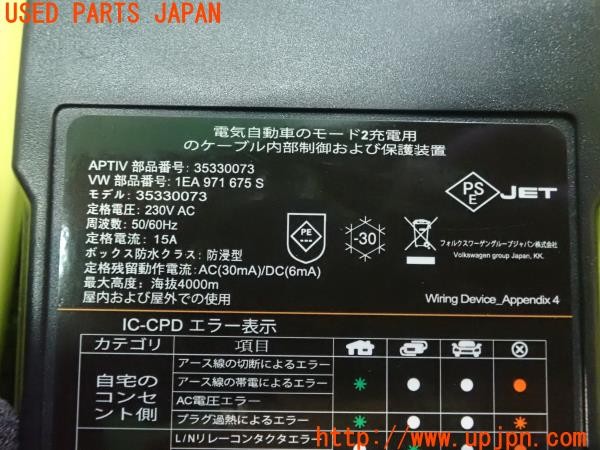 USED PARTS JAPAN
電気自動車のモード2充電用
のケーブル内部制御および保護装置
APTIV 部品番号: 35330073
VW 部品番号: 1EA 971 675 S
モデル: 35330073
定格電圧: 230V AC
周波数: 50/60Hz
定格電流: 15A
ボックス防水クラス: 防浸型
定格残留動作電流: AC(30mA)/DC(6mA)
最大高度: 海抜4000m
屋内および屋外での使用
PE
-30
PS
E
JET
フォルクスワーゲングループジャパン株式会社
Volkswagen group Japan, KK.
Wiring Device_Appendix 4
IC-CPD エラー表示
カテゴリ 項目
自宅の
コンセ
ント側
アース線の切断によるエラー
アース線の帯電によるエラー
AC電圧エラー
プラグ過熱によるエラー
L/Nリレーコンタクタエラー
http://www.upjpn.com/